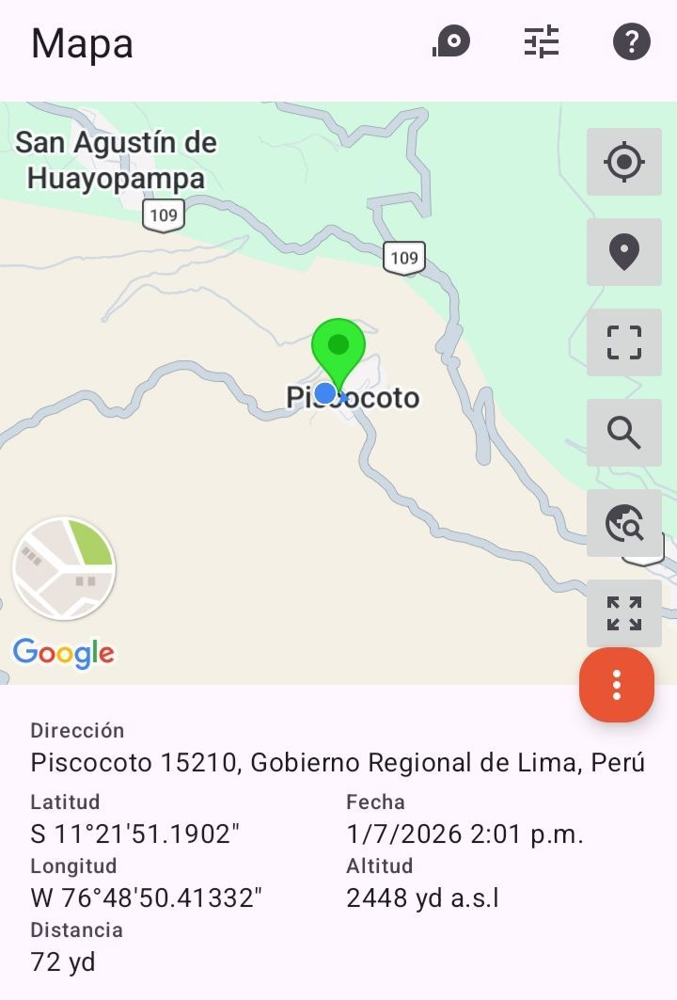 Mapa
San Agustín de
Huayopampa
109
109
Piscocoto
Google
Dirección
Piscocoto 15210, Gobierno Regional de Lima, Perú
Latitud
S 11°21'51.1902"
Fecha
1/7/2026 2:01 p.m.
Longitud
W 76°48'50.41332"
Altitud
2448 yd a.s.l
Distancia
72 yd